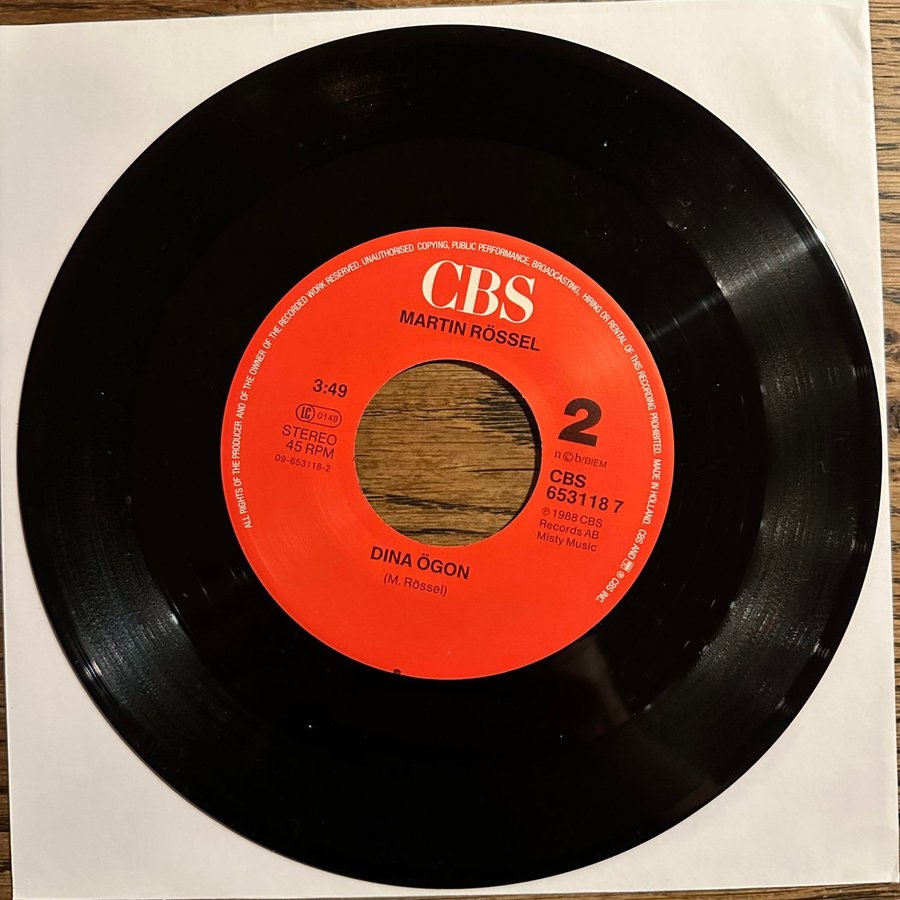 ALL RIGHTS OF THE PRODUCER AND OF THE OWNER OF THE RECORDED WORK RESERVED. UNAUTHORISED COPYING, PUBLIC PERFORMANCE, BROADCASTING, HIRING OR RENTAL OF THIS RECORDING PROHIBITED. MADE IN HOLLAND. CBS AND ℗ CBS INC.
CBS
MARTIN RÖSSEL
3:49
LC 0149
STEREO
45 RPM
09-653118-2
2
n©b/BIEM
CBS
653118 7
℗ 1988 CBS
Records AB
Misty Music
DINA ÖGON
(M. Rössel)